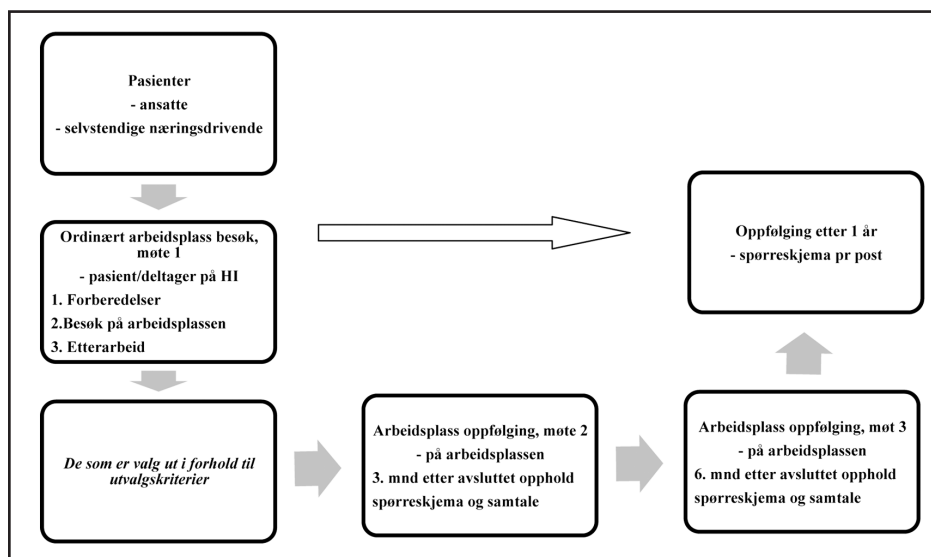 Pasienter
- ansatte
- selvstendige næringsdrivende
Ordinært arbeidsplass besøk,
møte 1
- pasient/deltager på HI
1. Forberedelser
2.Besøk på arbeidsplassen
3. Etterarbeid
De som er valg ut i forhold til
utvalgskriterier
Arbeidsplass oppfølging, møte 2
- på arbeidsplassen
3. mnd etter avsluttet opphold
spørreskjema og samtale
Arbeidsplass oppfølging, møt 3
- på arbeidsplassen
6. mnd etter avsluttet opphold
spørreskjema og samtale
Oppfølging etter 1 år
- spørreskjema pr post